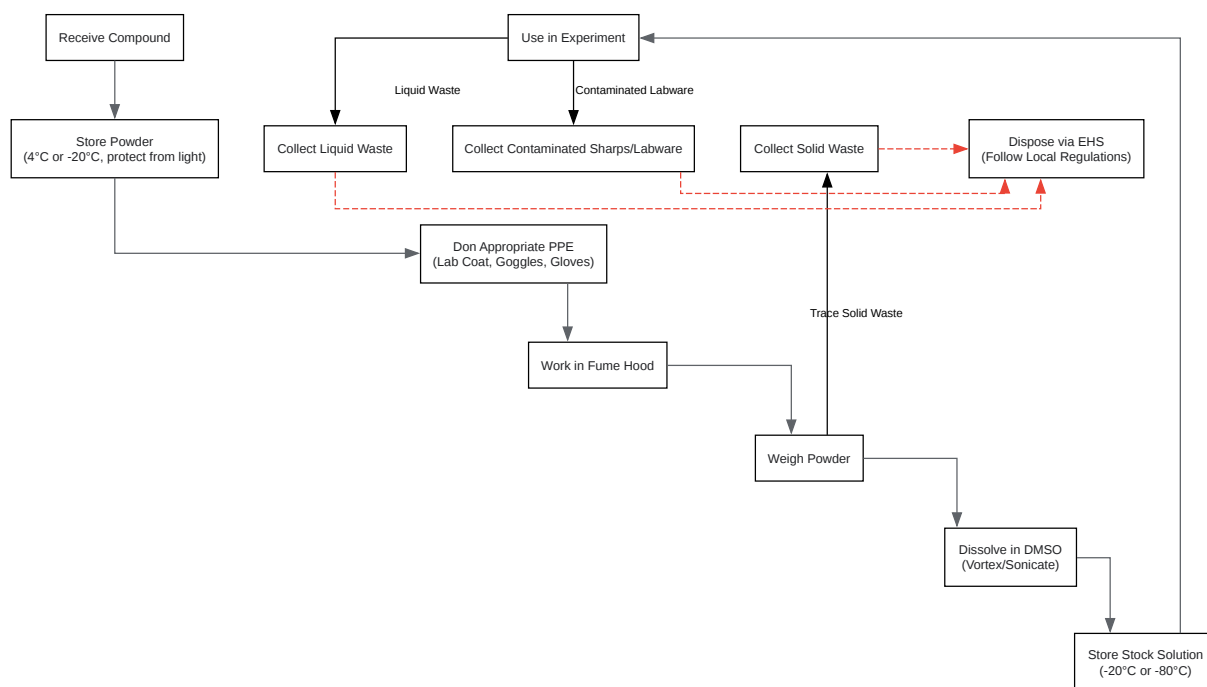 Receive Compound
Use in Experiment
Liquid Waste
Contaminated Labware
Store Powder
(4°C or -20°C, protect from light)
Collect Liquid Waste
Collect Contaminated Sharps/Labware
Collect Solid Waste
Dispose via EHS
(Follow Local Regulations)
Don Appropriate PPE
(Lab Coat, Goggles, Gloves)
Trace Solid Waste
Work in Fume Hood
Weigh Powder
Dissolve in DMSO
(Vortex/Sonicate)
Store Stock Solution
(-20°C or -80°C)